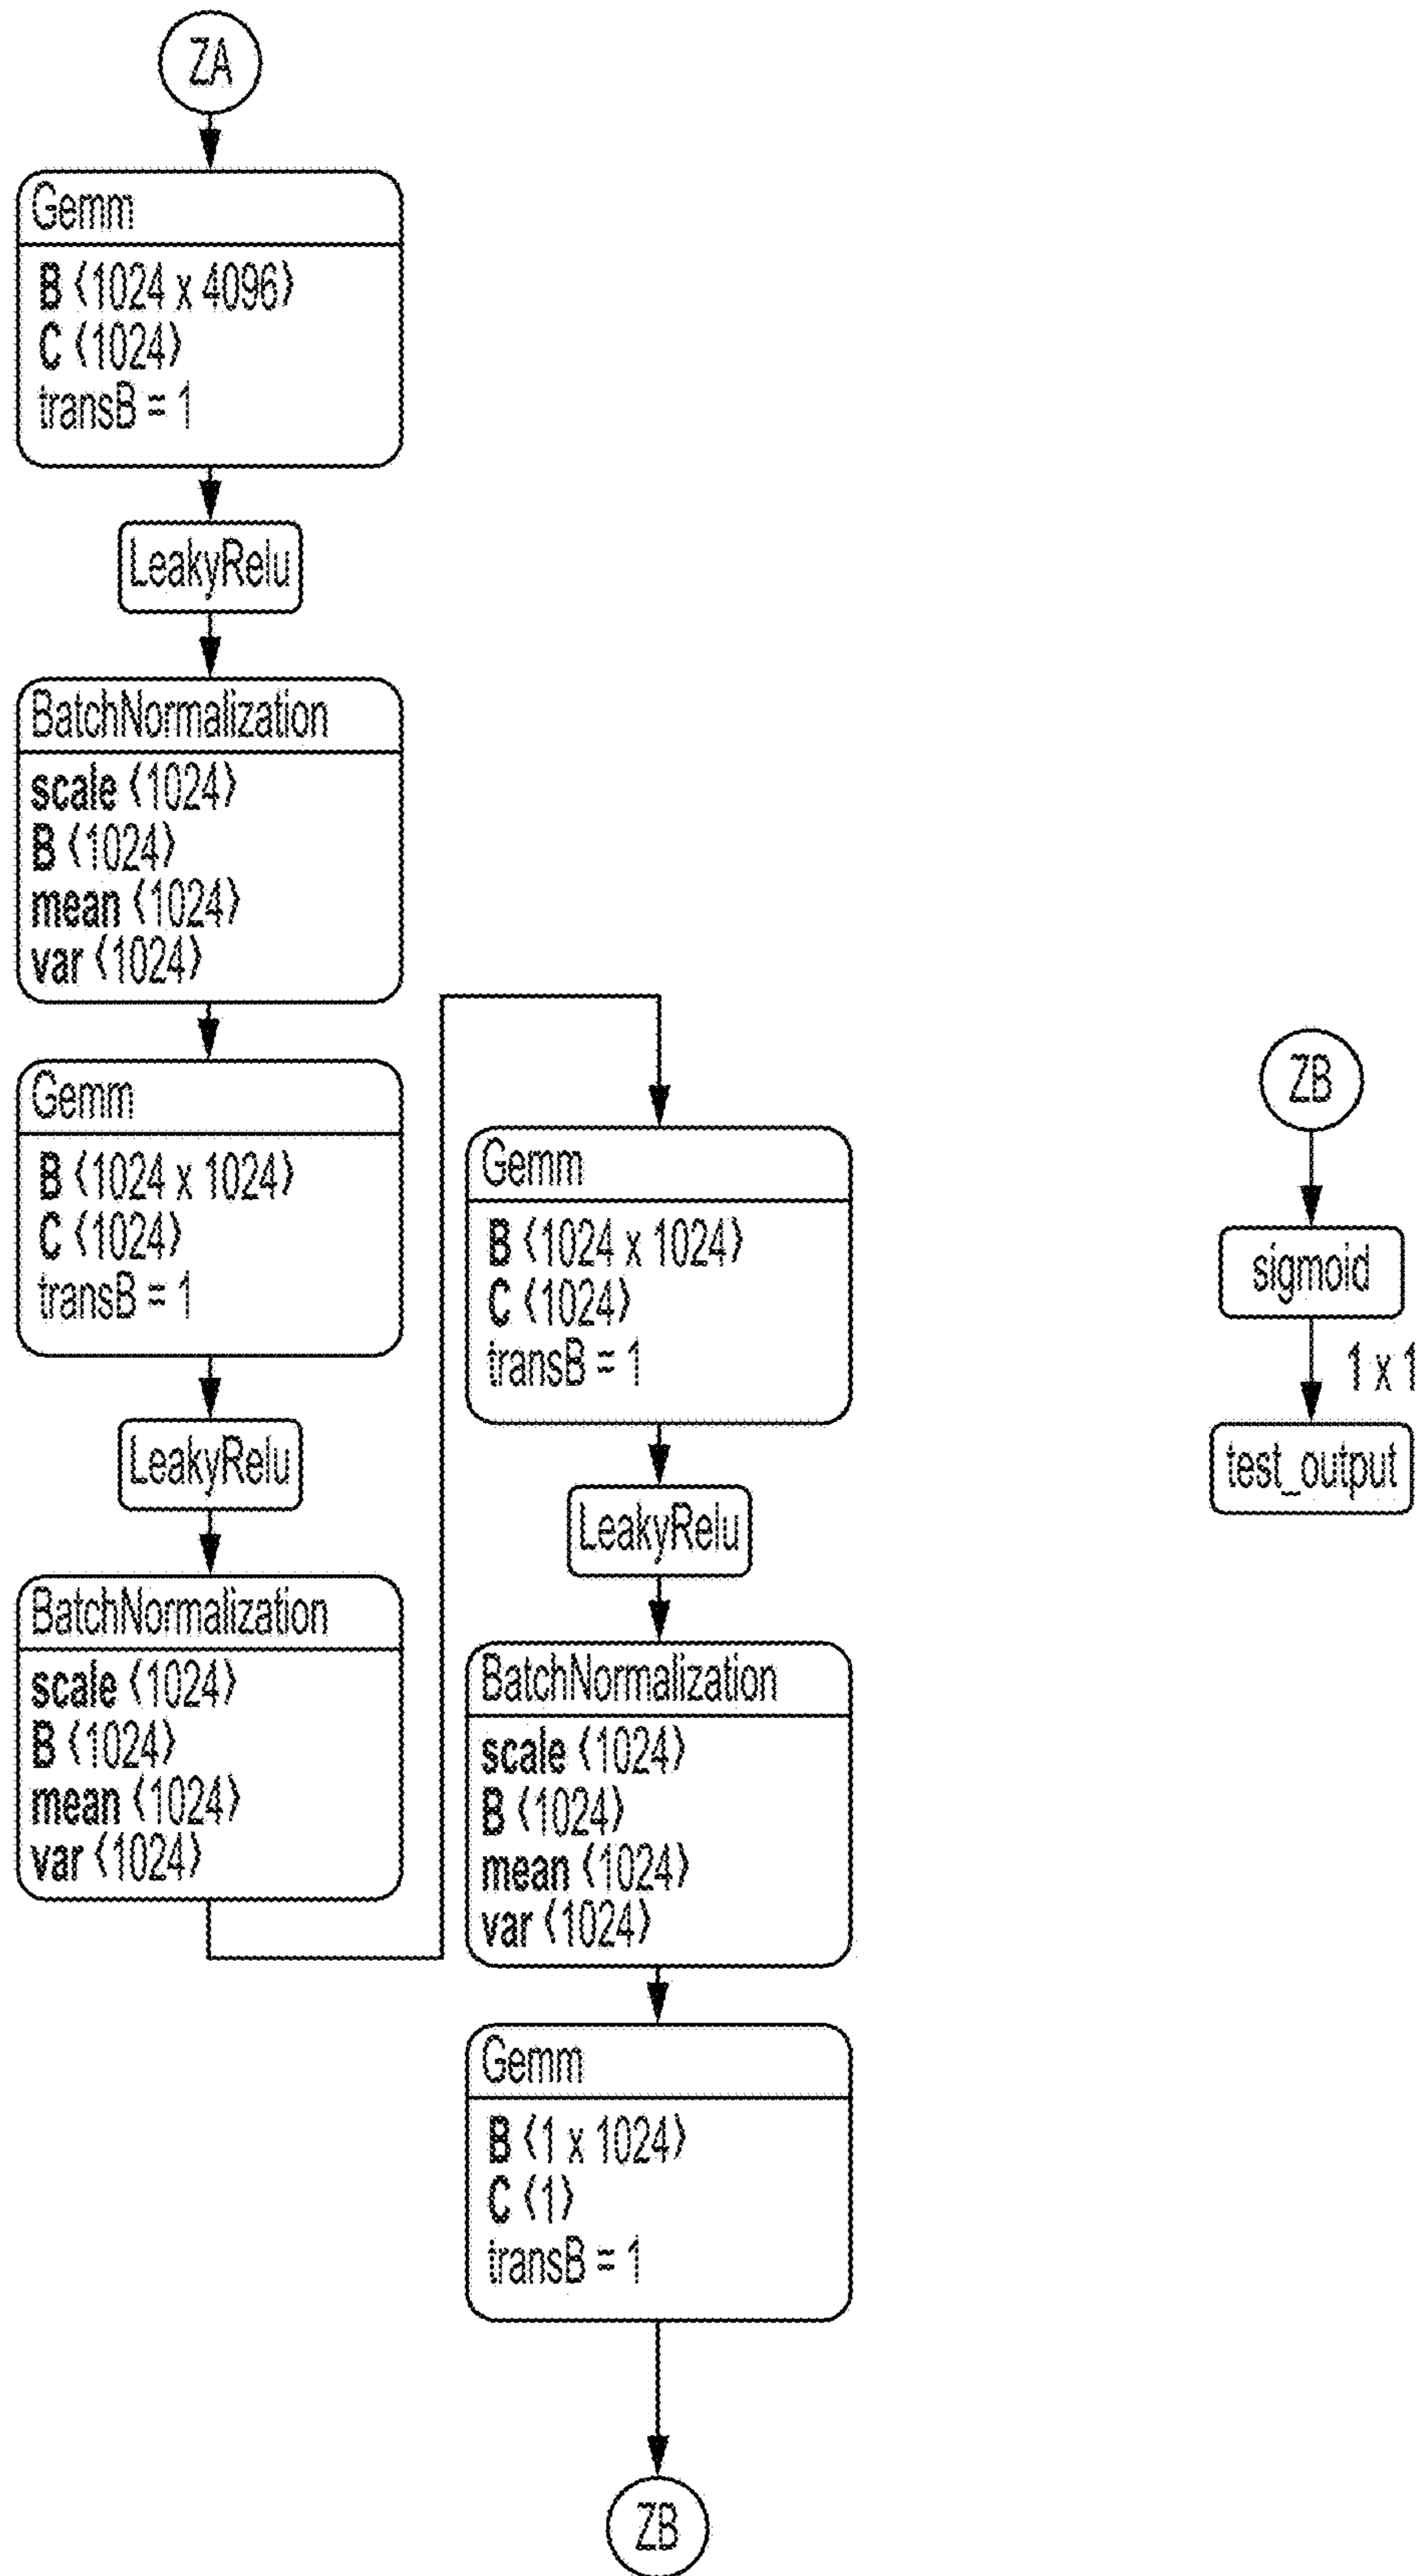 ZA
Gemm
B ⟨1024 x 4096⟩
C ⟨1024⟩
transB = 1
LeakyRelu
BatchNormalization
scale ⟨1024⟩
B ⟨1024⟩
mean ⟨1024⟩
var ⟨1024⟩
Gemm
B ⟨1024 x 1024⟩
C ⟨1024⟩
transB = 1
LeakyRelu
BatchNormalization
scale ⟨1024⟩
B ⟨1024⟩
mean ⟨1024⟩
var ⟨1024⟩
Gemm
B ⟨1024 x 1024⟩
C ⟨1024⟩
transB = 1
LeakyRelu
BatchNormalization
scale ⟨1024⟩
B ⟨1024⟩
mean ⟨1024⟩
var ⟨1024⟩
Gemm
B ⟨1 x 1024⟩
C ⟨1⟩
transB = 1
ZB
ZB
sigmoid
1 x 1
test_output